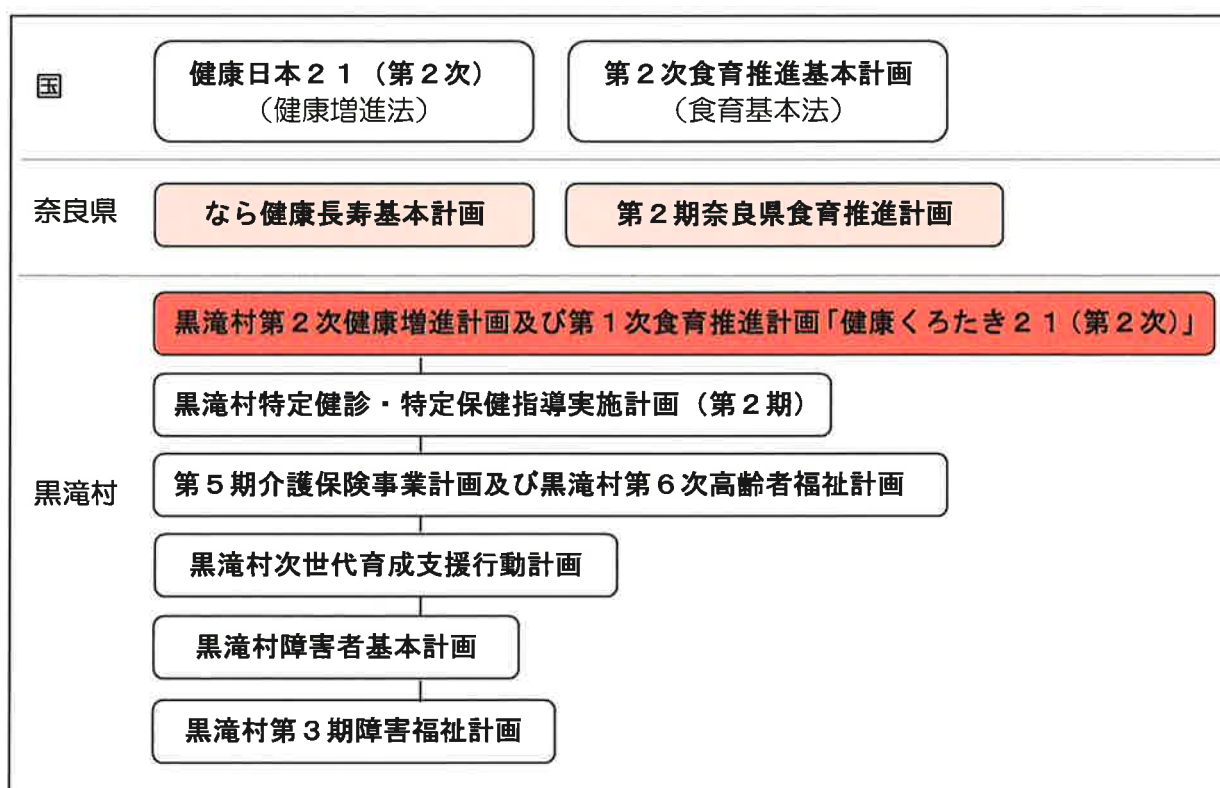 国
健康日本２１（第２次）
（健康増進法）
第２次食育推進基本計画
（食育基本法）
奈良県
なら健康長寿基本計画
第２期奈良県食育推進計画
黒滝村
黒滝村第２次健康増進計画及び第１次食育推進計画「健康くろたき２１（第２次）」
黒滝村特定健診・特定保健指導実施計画（第２期）
第５期介護保険事業計画及び黒滝村第６次高齢者福祉計画
黒滝村次世代育成支援行動計画
黒滝村障害者基本計画
黒滝村第３期障害福祉計画